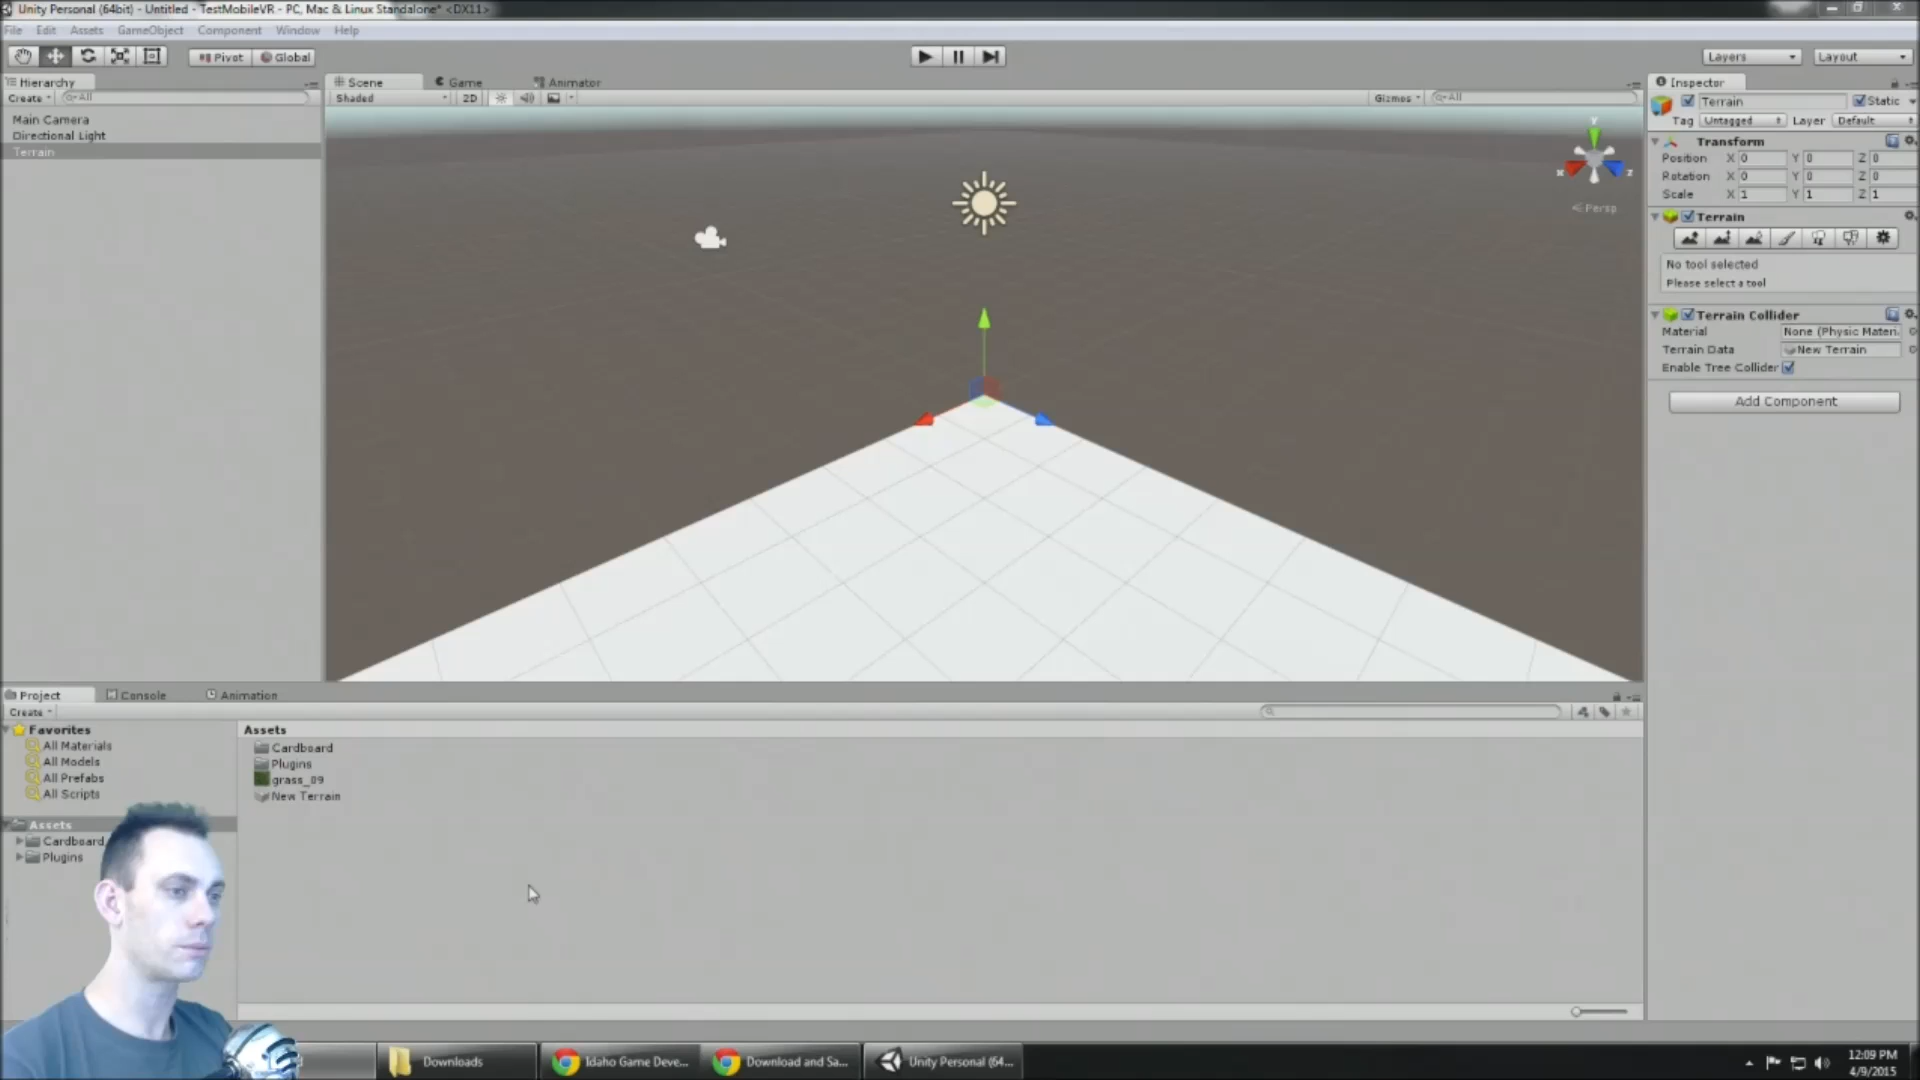 Unity Personal (64bit) - Untitled - TestMobileVR - PC, Mac & Linux Standalone* <DX11>
File Edit Assets GameObject Component Window Help
Pivot Global Layers Layout
Hierarchy
Create All
Main Camera
Directional Light
Terrain
Scene Game Animator
Shaded 2D Gizmos All
Y
X Z
Persp
Inspector
Terrain Static
Tag Untagged Layer Default
Transform
Position X 0 Y 0 Z 0
Rotation X 0 Y 0 Z 0
Scale X 1 Y 1 Z 1
Terrain
No tool selected
Please select a tool
Terrain Collider
Material None (Physic Materi
Terrain Data New Terrain
Enable Tree Collider
Add Component
Project Console Animation
Create
Favorites
All Materials
All Models
All Prefabs
All Scripts
Assets
Cardboard
Plugins
Assets
Cardboard
Plugins
grass_09
New Terrain
Downloads Idaho Game Deve... Download and Sa... Unity Personal (64...
12:09 PM
4/9/2015